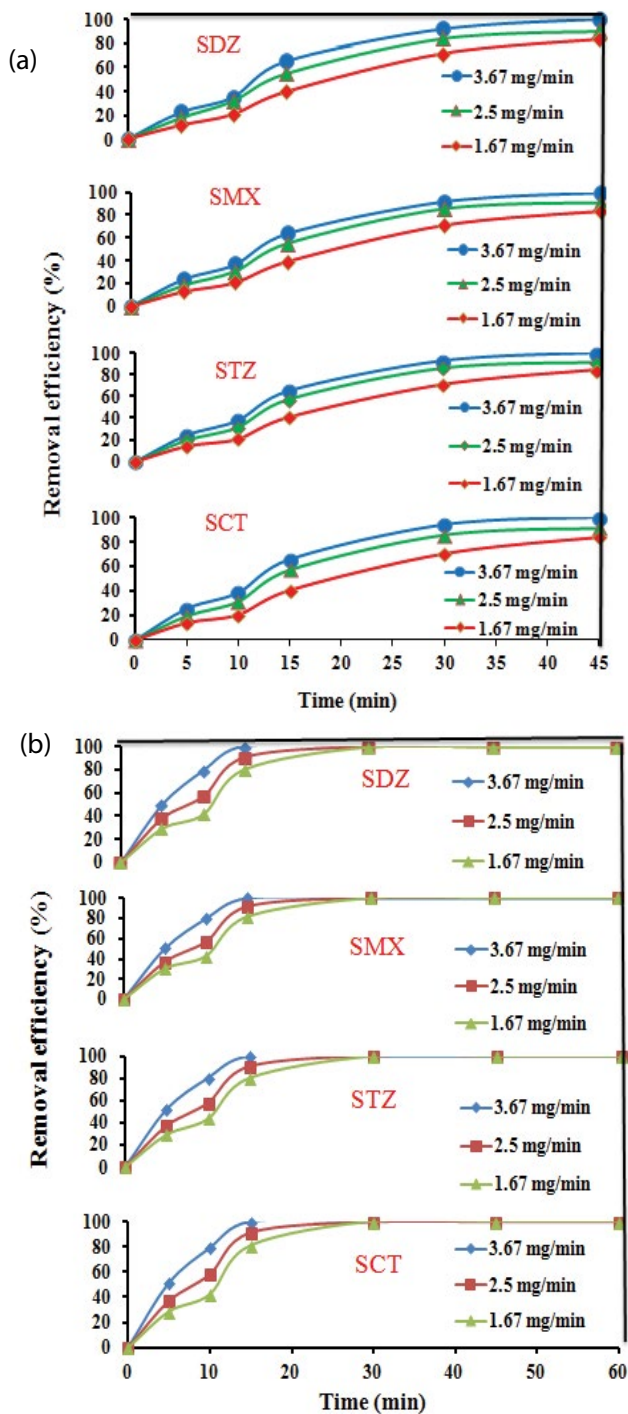 (a)
Removal efficiency (%)
100
80
60
40
20
0
SDZ
3.67 mg/min
2.5 mg/min
1.67 mg/min
100
80
60
40
20
0
SMX
3.67 mg/min
2.5 mg/min
1.67 mg/min
100
80
60
40
20
0
STZ
3.67 mg/min
2.5 mg/min
1.67 mg/min
100
80
60
40
20
0
SCT
3.67 mg/min
2.5 mg/min
1.67 mg/min
0 5 10 15 20 25 30 35 40 45
Time (min)
(b)
Removal efficiency (%)
100
80
60
40
20
0
SDZ
3.67 mg/min
2.5 mg/min
1.67 mg/min
100
80
60
40
20
0
SMX
3.67 mg/min
2.5 mg/min
1.67 mg/min
100
80
60
40
20
0
STZ
3.67 mg/min
2.5 mg/min
1.67 mg/min
100
80
60
40
20
0
SCT
3.67 mg/min
2.5 mg/min
1.67 mg/min
0 10 20 30 40 50 60
Time (min)